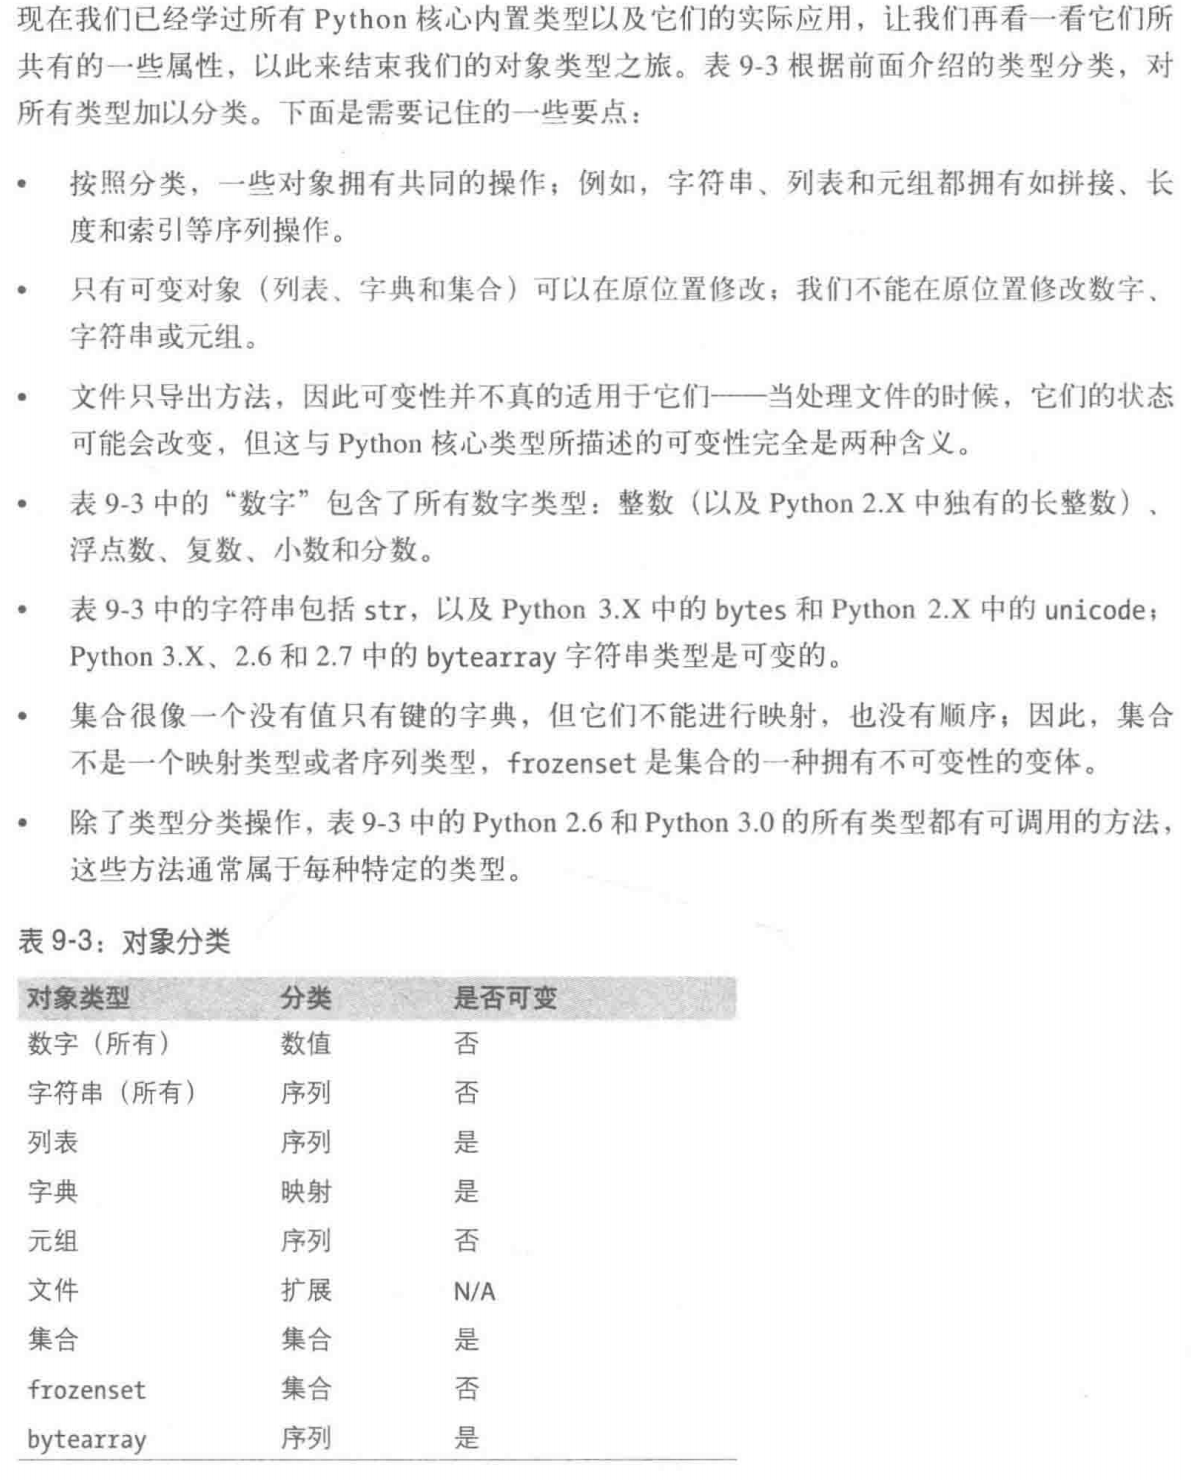 现在我们已经学过所有 Python 核心内置类型以及它们的实际应用，让我们再看一看它们所
共有的一些属性，以此来结束我们的对象类型之旅。表 9-3 根据前面介绍的类型分类，对
所有类型加以分类。下面是需要记住的一些要点：
• 按照分类，一些对象拥有共同的操作；例如，字符串、列表和元组都拥有如拼接、长
度和索引等序列操作。
• 只有可变对象（列表、字典和集合）可以在原位置修改；我们不能在原位置修改数字、
字符串或元组。
• 文件只导出方法，因此可变性并不真的适用于它们——当处理文件的时候，它们的状态
可能会改变，但这与 Python 核心类型所描述的可变性完全是两种含义。
• 表 9-3 中的“数字”包含了所有数字类型：整数（以及 Python 2.X 中独有的长整数）、
浮点数、复数、小数和分数。
• 表 9-3 中的字符串包括 str，以及 Python 3.X 中的 bytes 和 Python 2.X 中的 unicode；
Python 3.X、2.6 和 2.7 中的 bytearray 字符串类型是可变的。
• 集合很像一个没有值只有键的字典，但它们不能进行映射，也没有顺序；因此，集合
不是一个映射类型或者序列类型，frozenset 是集合的一种拥有不可变性的变体。
• 除了类型分类操作，表 9-3 中的 Python 2.6 和 Python 3.0 的所有类型都有可调用的方法，
这些方法通常属于每种特定的类型。
表 9-3：对象分类
对象类型 分类 是否可变
数字（所有） 数值 否
字符串（所有） 序列 否
列表 序列 是
字典 映射 是
元组 序列 否
文件 扩展 N/A
集合 集合 是
frozenset 集合 否
bytearray 序列 是